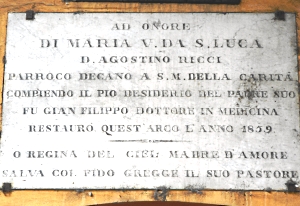 AD ONORE
DI MARIA V. DA S. LUCA
D. AGOSTINO RICCI
PARROCO DECANO A S. M. DELLA CARITÀ
COMPIENDO IL PIO DESIDERIO DEL PADRE SUO
FU GIAN FILIPPO DOTTORE IN MEDICINA
RESTAURO QUEST'ARCO L'ANNO 1859
O REGINA DEL CIEL: MADRE D'AMORE
SALVA COL FIDO GREGGE IL SUO PASTORE